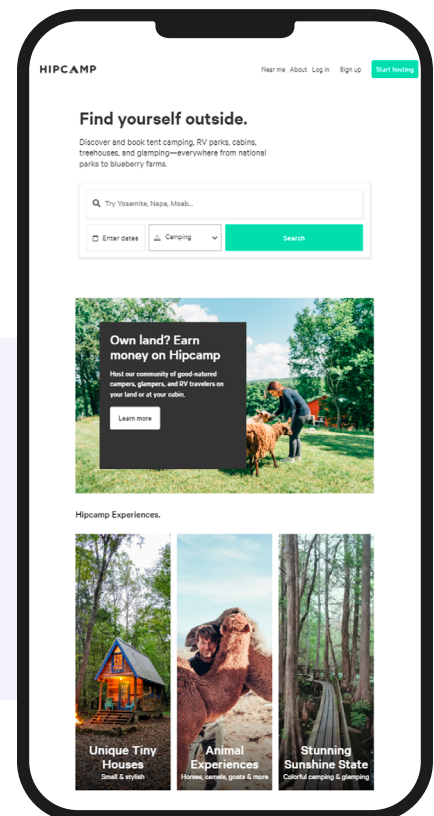 HIPCAMP
Near me About Log in Sign up Start hosting
Find yourself outside.
Discover and book tent camping, RV parks, cabins,
treehouses, and glamping—everywhere from national
parks to blueberry farms.
Try Yosemite, Napa, Moab...
Enter dates Camping Search
Own land? Earn
money on Hipcamp
Host our community of good-natured
campers, glampers, and RV travelers on
your land or at your cabin.
Learn more
Hipcamp Experiences.
Unique Tiny
Houses
Small & stylish
Animal
Experiences
Horses, camels, goats & more
Stunning
Sunshine State
Colorful camping & glamping